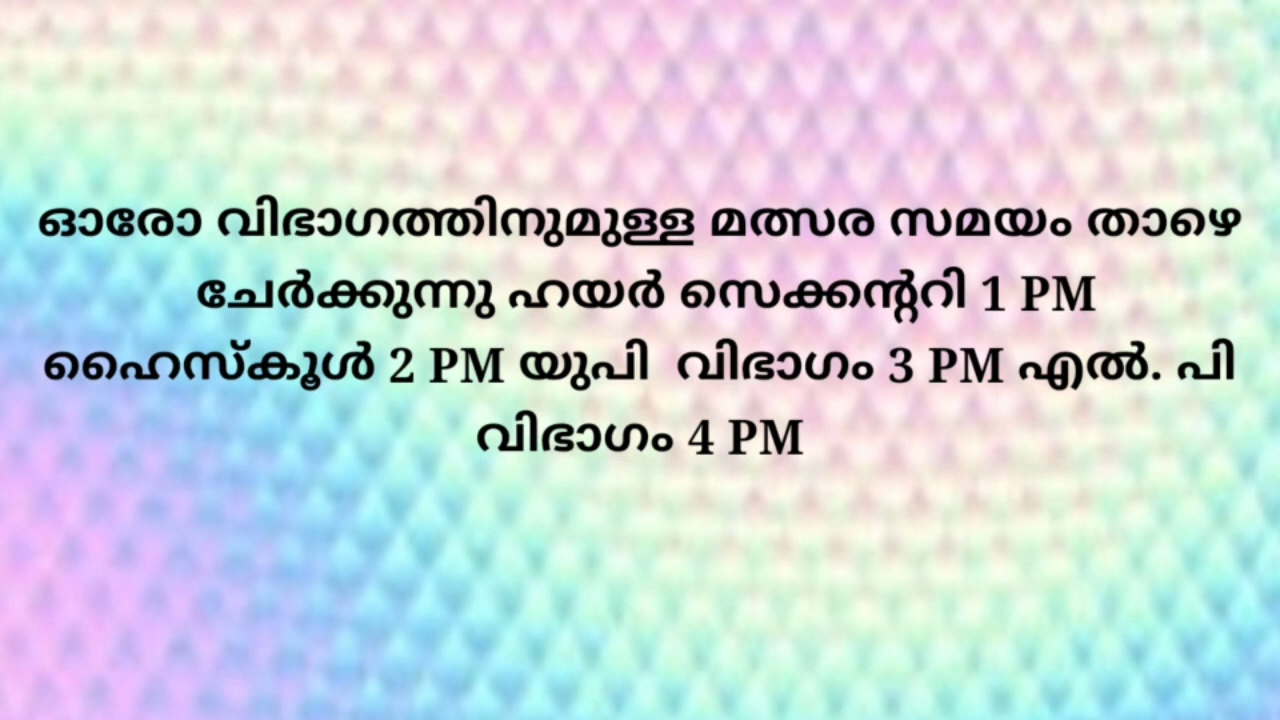 ഓരോ വിഭാഗത്തിനുമുള്ള മത്സര സമയം താഴെ
ചേർക്കുന്നു ഹയർ സെക്കന്ററി 1 PM
ഹൈസ്കൂൾ 2 PM യുപി വിഭാഗം 3 PM എൽ. പി
വിഭാഗം 4 PM